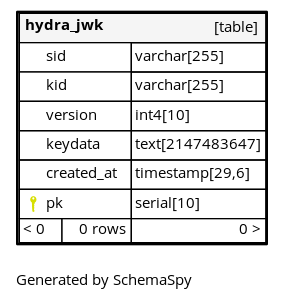 hydra_jwk [table]
sid varchar[255]
kid varchar[255]
version int4[10]
keydata text[2147483647]
created_at timestamp[29,6]
pk serial[10]
< 0 0 rows 0 >
Generated by SchemaSpy